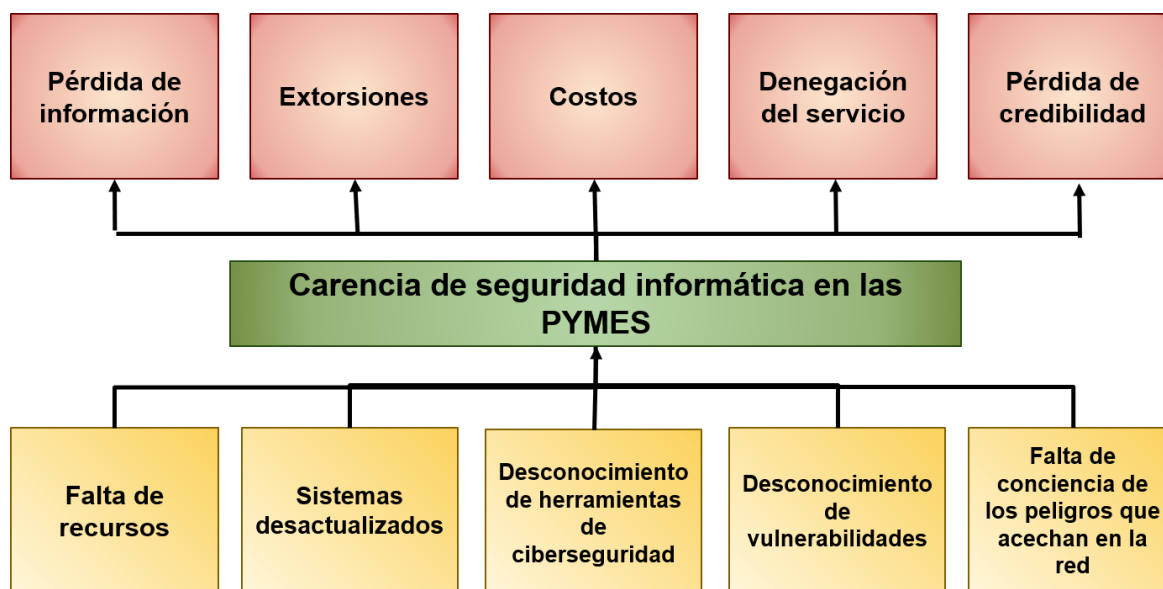 Pérdida de
información
Extorsiones
Costos
Denegación
del servicio
Pérdida de
credibilidad
Carencia de seguridad informática en las
PYMES
Falta de
recursos
Sistemas
desactualizados
Desconocimiento
de herramientas
de
ciberseguridad
Desconocimiento
de
vulnerabilidades
Falta de
conciencia de
los peligros que
acechan en la
red